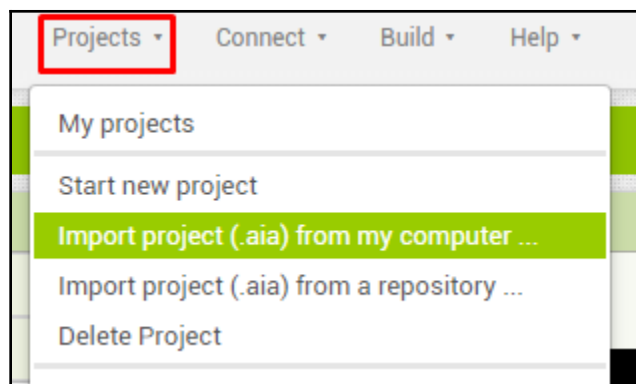 Projects ▾ Connect ▾ Build ▾ Help ▾
My projects
Start new project
Import project (.aia) from my computer ...
Import project (.aia) from a repository ...
Delete Project